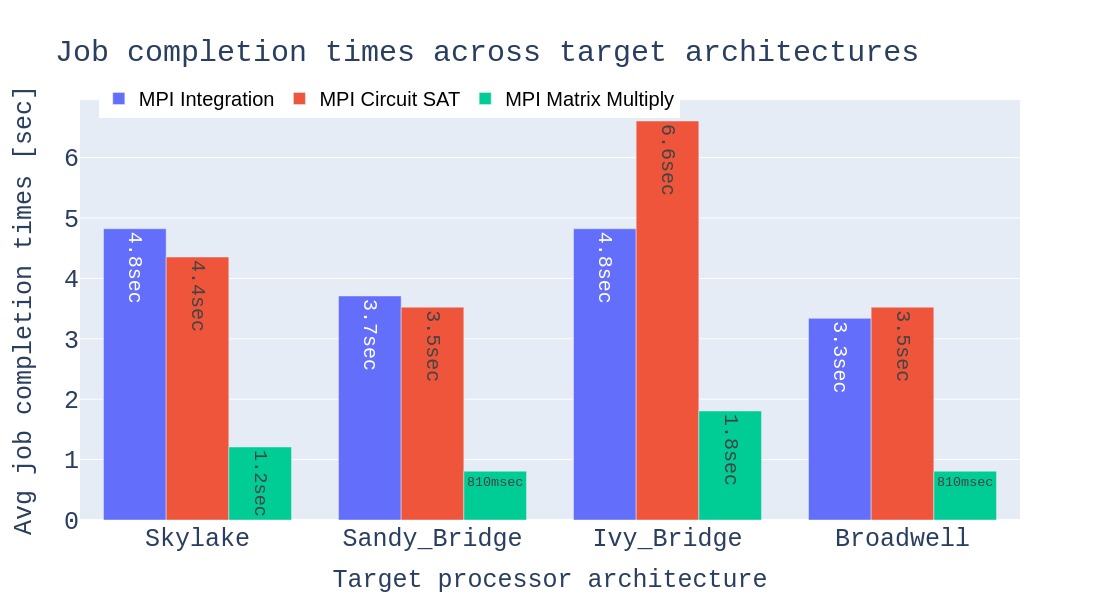 Job completion times across target architectures
MPI Integration MPI Circuit SAT MPI Matrix Multiply
Avg job completion times [sec]
6
5
4
3
2
1
0
4.8sec
4.4sec
1.2sec
3.7sec
3.5sec
810msec
4.8sec
6.6sec
1.8sec
3.3sec
3.5sec
810msec
Skylake Sandy_Bridge Ivy_Bridge Broadwell
Target processor architecture